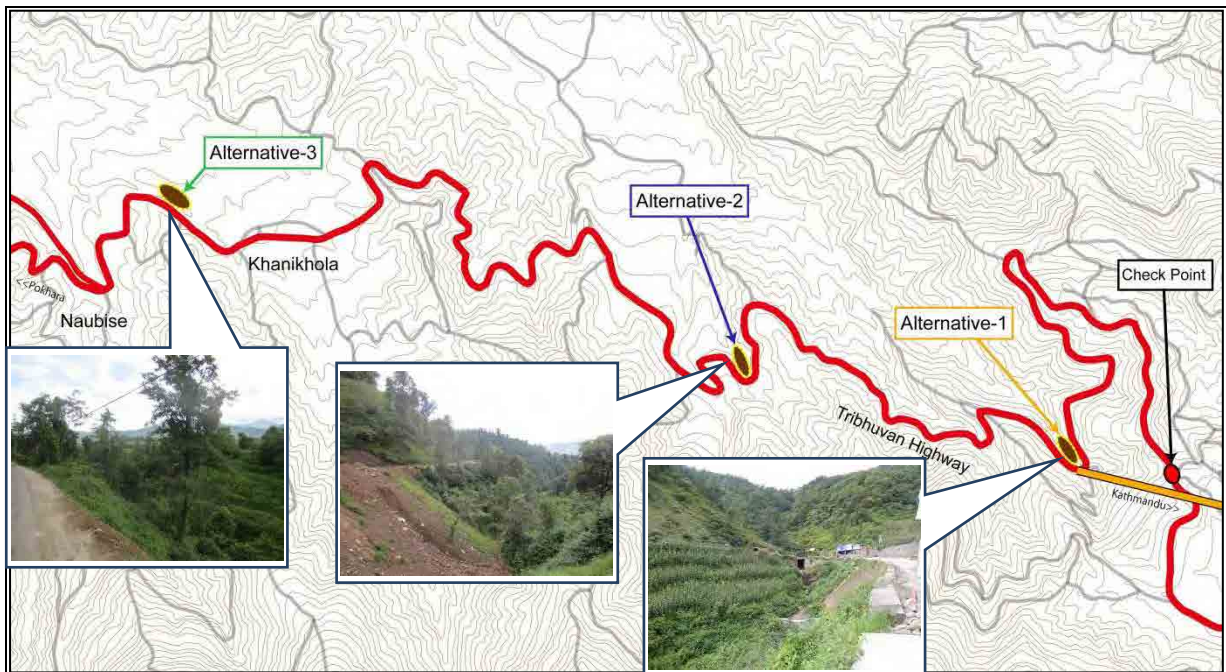 Alternative-3
Alternative-2
Check Point
Khanikhola
<<Pokhara
Alternative-1
Naubise
Tribhuvan Highway
Kathmandu>>